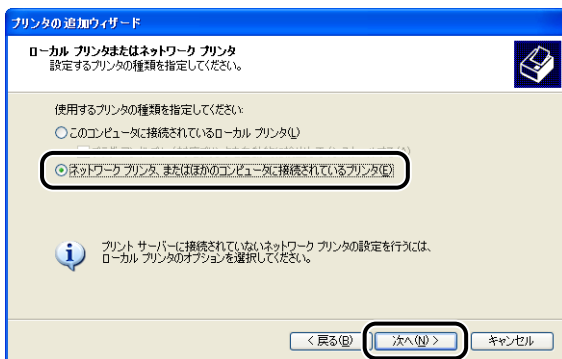 プリンタの追加ウィザード
ローカル プリンタまたはネットワーク プリンタ
設定するプリンタの種類を指定してください。
使用するプリンタの種類を指定してください:
このコンピュータに接続されているローカル プリンタ(L)
ネットワーク プリンタ、またはほかのコンピュータに接続されているプリンタ(E)
プリント サーバーに接続されていないネットワーク プリンタの設定を行うには、
ローカル プリンタのオプションを選択してください。
< 戻る(B)
次へ(N) >
キャンセル